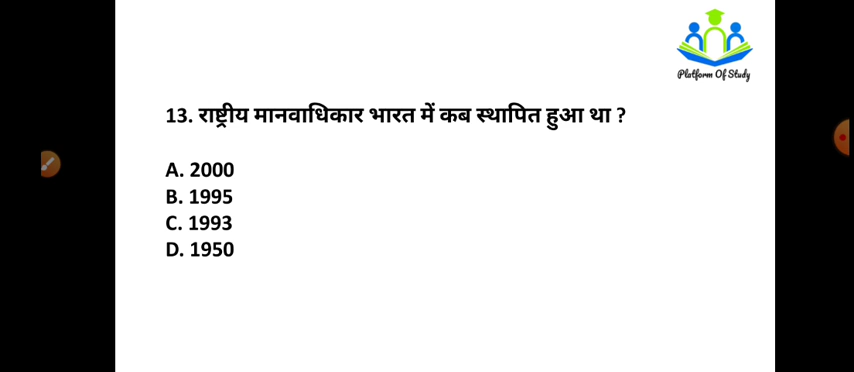 Platform Of Study
13. राष्ट्रीय मानवाधिकार भारत में कब स्थापित हुआ था ?
A. 2000
B. 1995
C. 1993
D. 1950